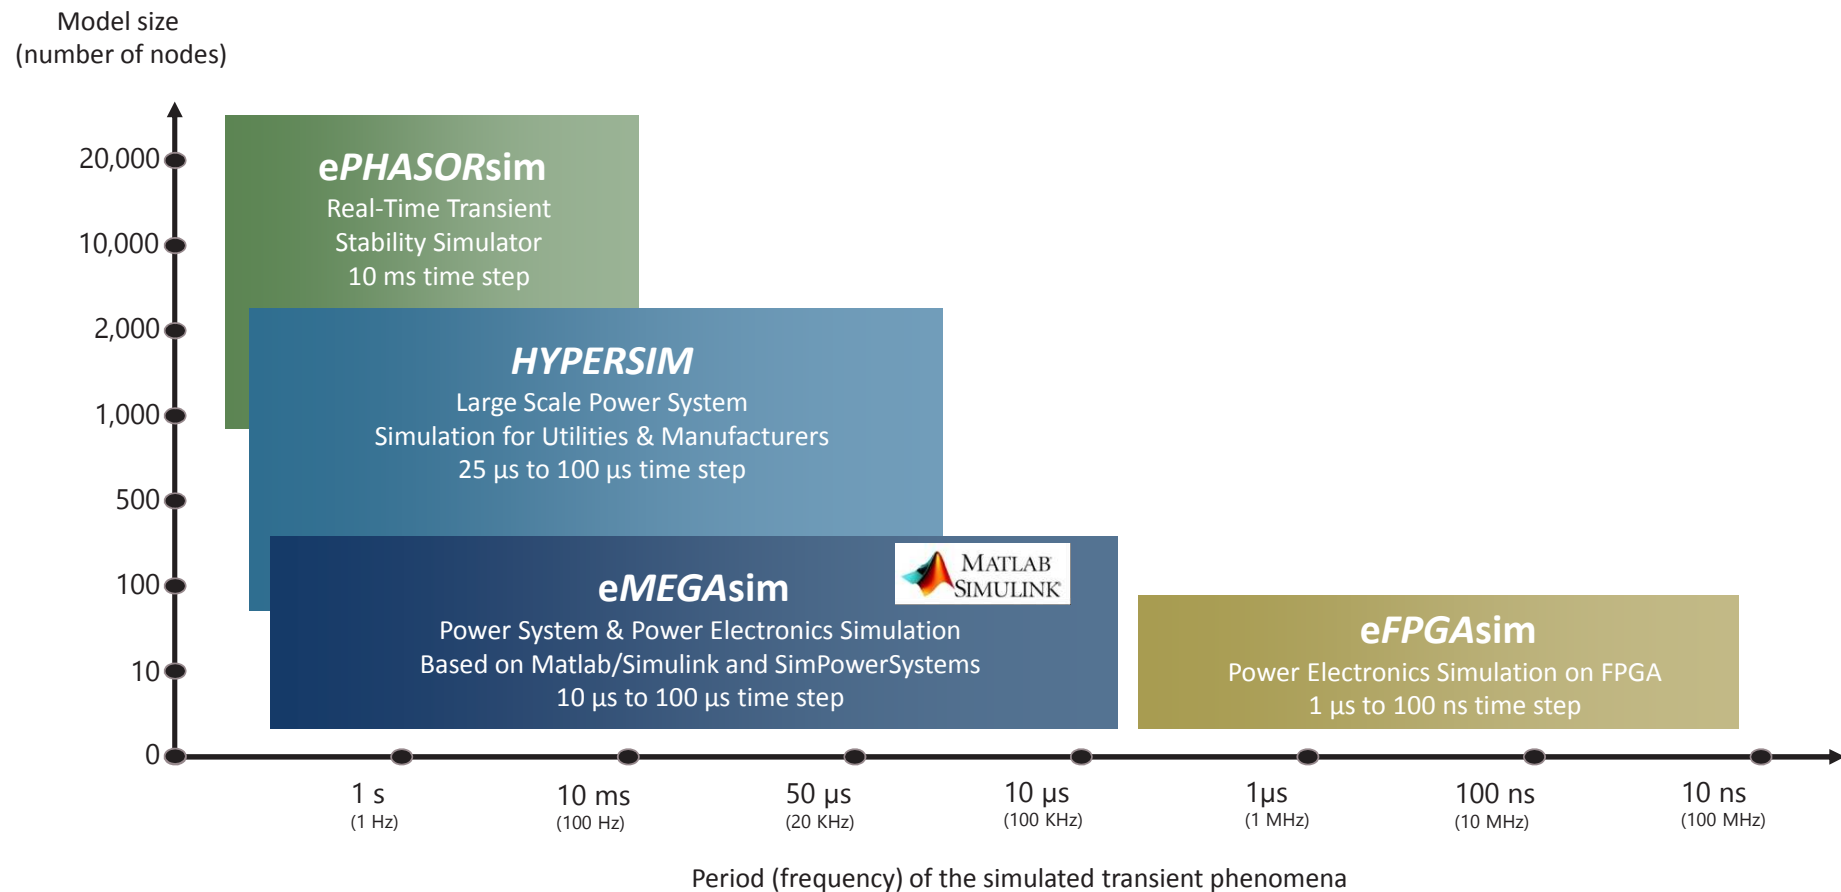 Model size
(number of nodes)
20,000
10,000
2,000
1,000
500
100
10
0
ePHASORsim
Real-Time Transient
Stability Simulator
10 ms time step
HYPERSIM
Large Scale Power System
Simulation for Utilities & Manufacturers
25 µs to 100 µs time step
MATLAB
SIMULINK®
eMEGAsim
Power System & Power Electronics Simulation
Based on Matlab/Simulink and SimPowerSystems
10 µs to 100 µs time step
eFPGAsim
Power Electronics Simulation on FPGA
1 µs to 100 ns time step
1 s
(1 Hz)
10 ms
(100 Hz)
50 µs
(20 KHz)
10 µs
(100 KHz)
1µs
(1 MHz)
100 ns
(10 MHz)
10 ns
(100 MHz)
Period (frequency) of the simulated transient phenomena